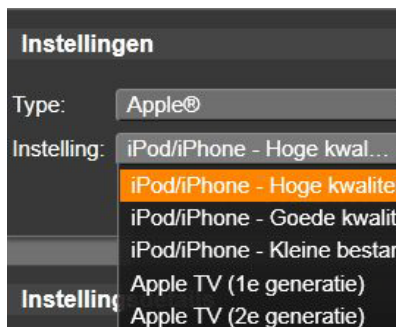 Instellingen
Type: Apple®
Instelling: iPod/iPhone - Hoge kwal...
iPod/iPhone - Hoge kwalite
iPod/iPhone - Goede kwalit
iPod/iPhone - Kleine bestar
Apple TV (1e generatie)
Instelling
Apple TV (2e generatie)